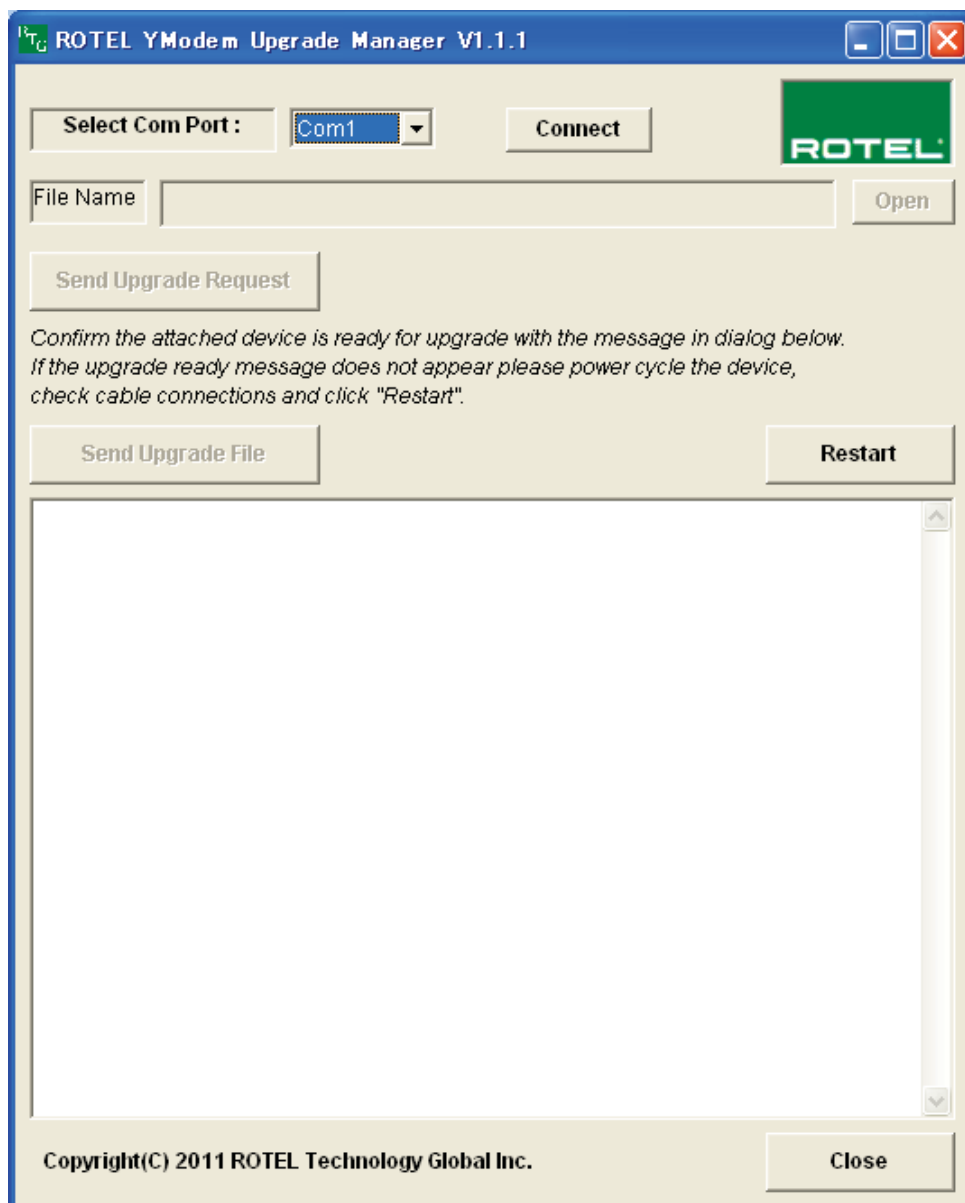 RTG ROTEL YModem Upgrade Manager V1.1.1
Select Com Port :
Com1
Connect
ROTEL
File Name
Open
Send Upgrade Request
Confirm the attached device is ready for upgrade with the message in dialog below.
If the upgrade ready message does not appear please power cycle the device,
check cable connections and click "Restart".
Send Upgrade File
Restart
Copyright(C) 2011 ROTEL Technology Global Inc.
Close